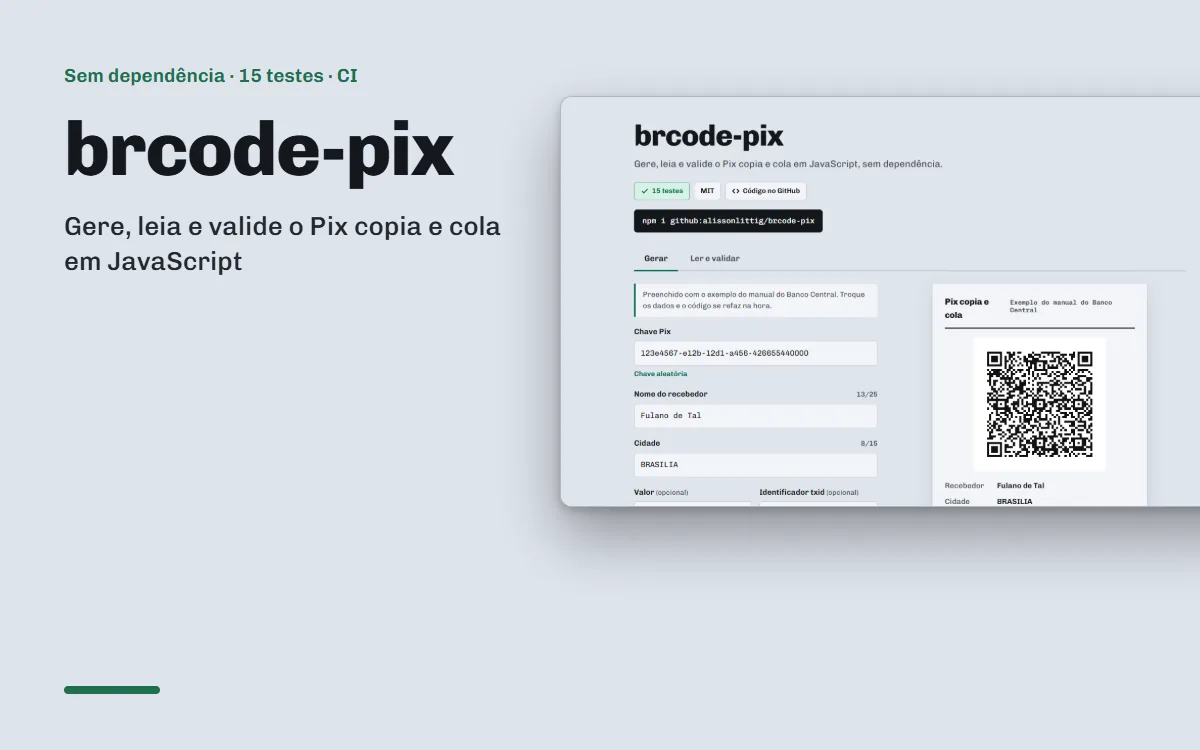 Sem dependência · 15 testes · CI
brcode-pix
Gere, leia e valide o Pix copia e cola
em JavaScript
brcode-pix
Gere, leia e valide o Pix copia e cola em JavaScript, sem dependência.
✓ 15 testes
MIT
<> Código no GitHub
npm i github:alissonlittig/brcode-pix
Gerar
Ler e validar
Preenchido com o exemplo do manual do Banco Central. Troque
os dados e o código se refaz na hora.
Chave Pix
123e4567-e12b-12d1-a456-426655440000
Chave aleatória
Nome do recebedor
13/25
Fulano de Tal
Cidade
8/15
BRASILIA
Valor (opcional)
Identificador txid (opcional)
Pix copia e
cola
Exemplo do manual do Banco
Central
Recebedor
Fulano de Tal
Cidade
BRASILIA